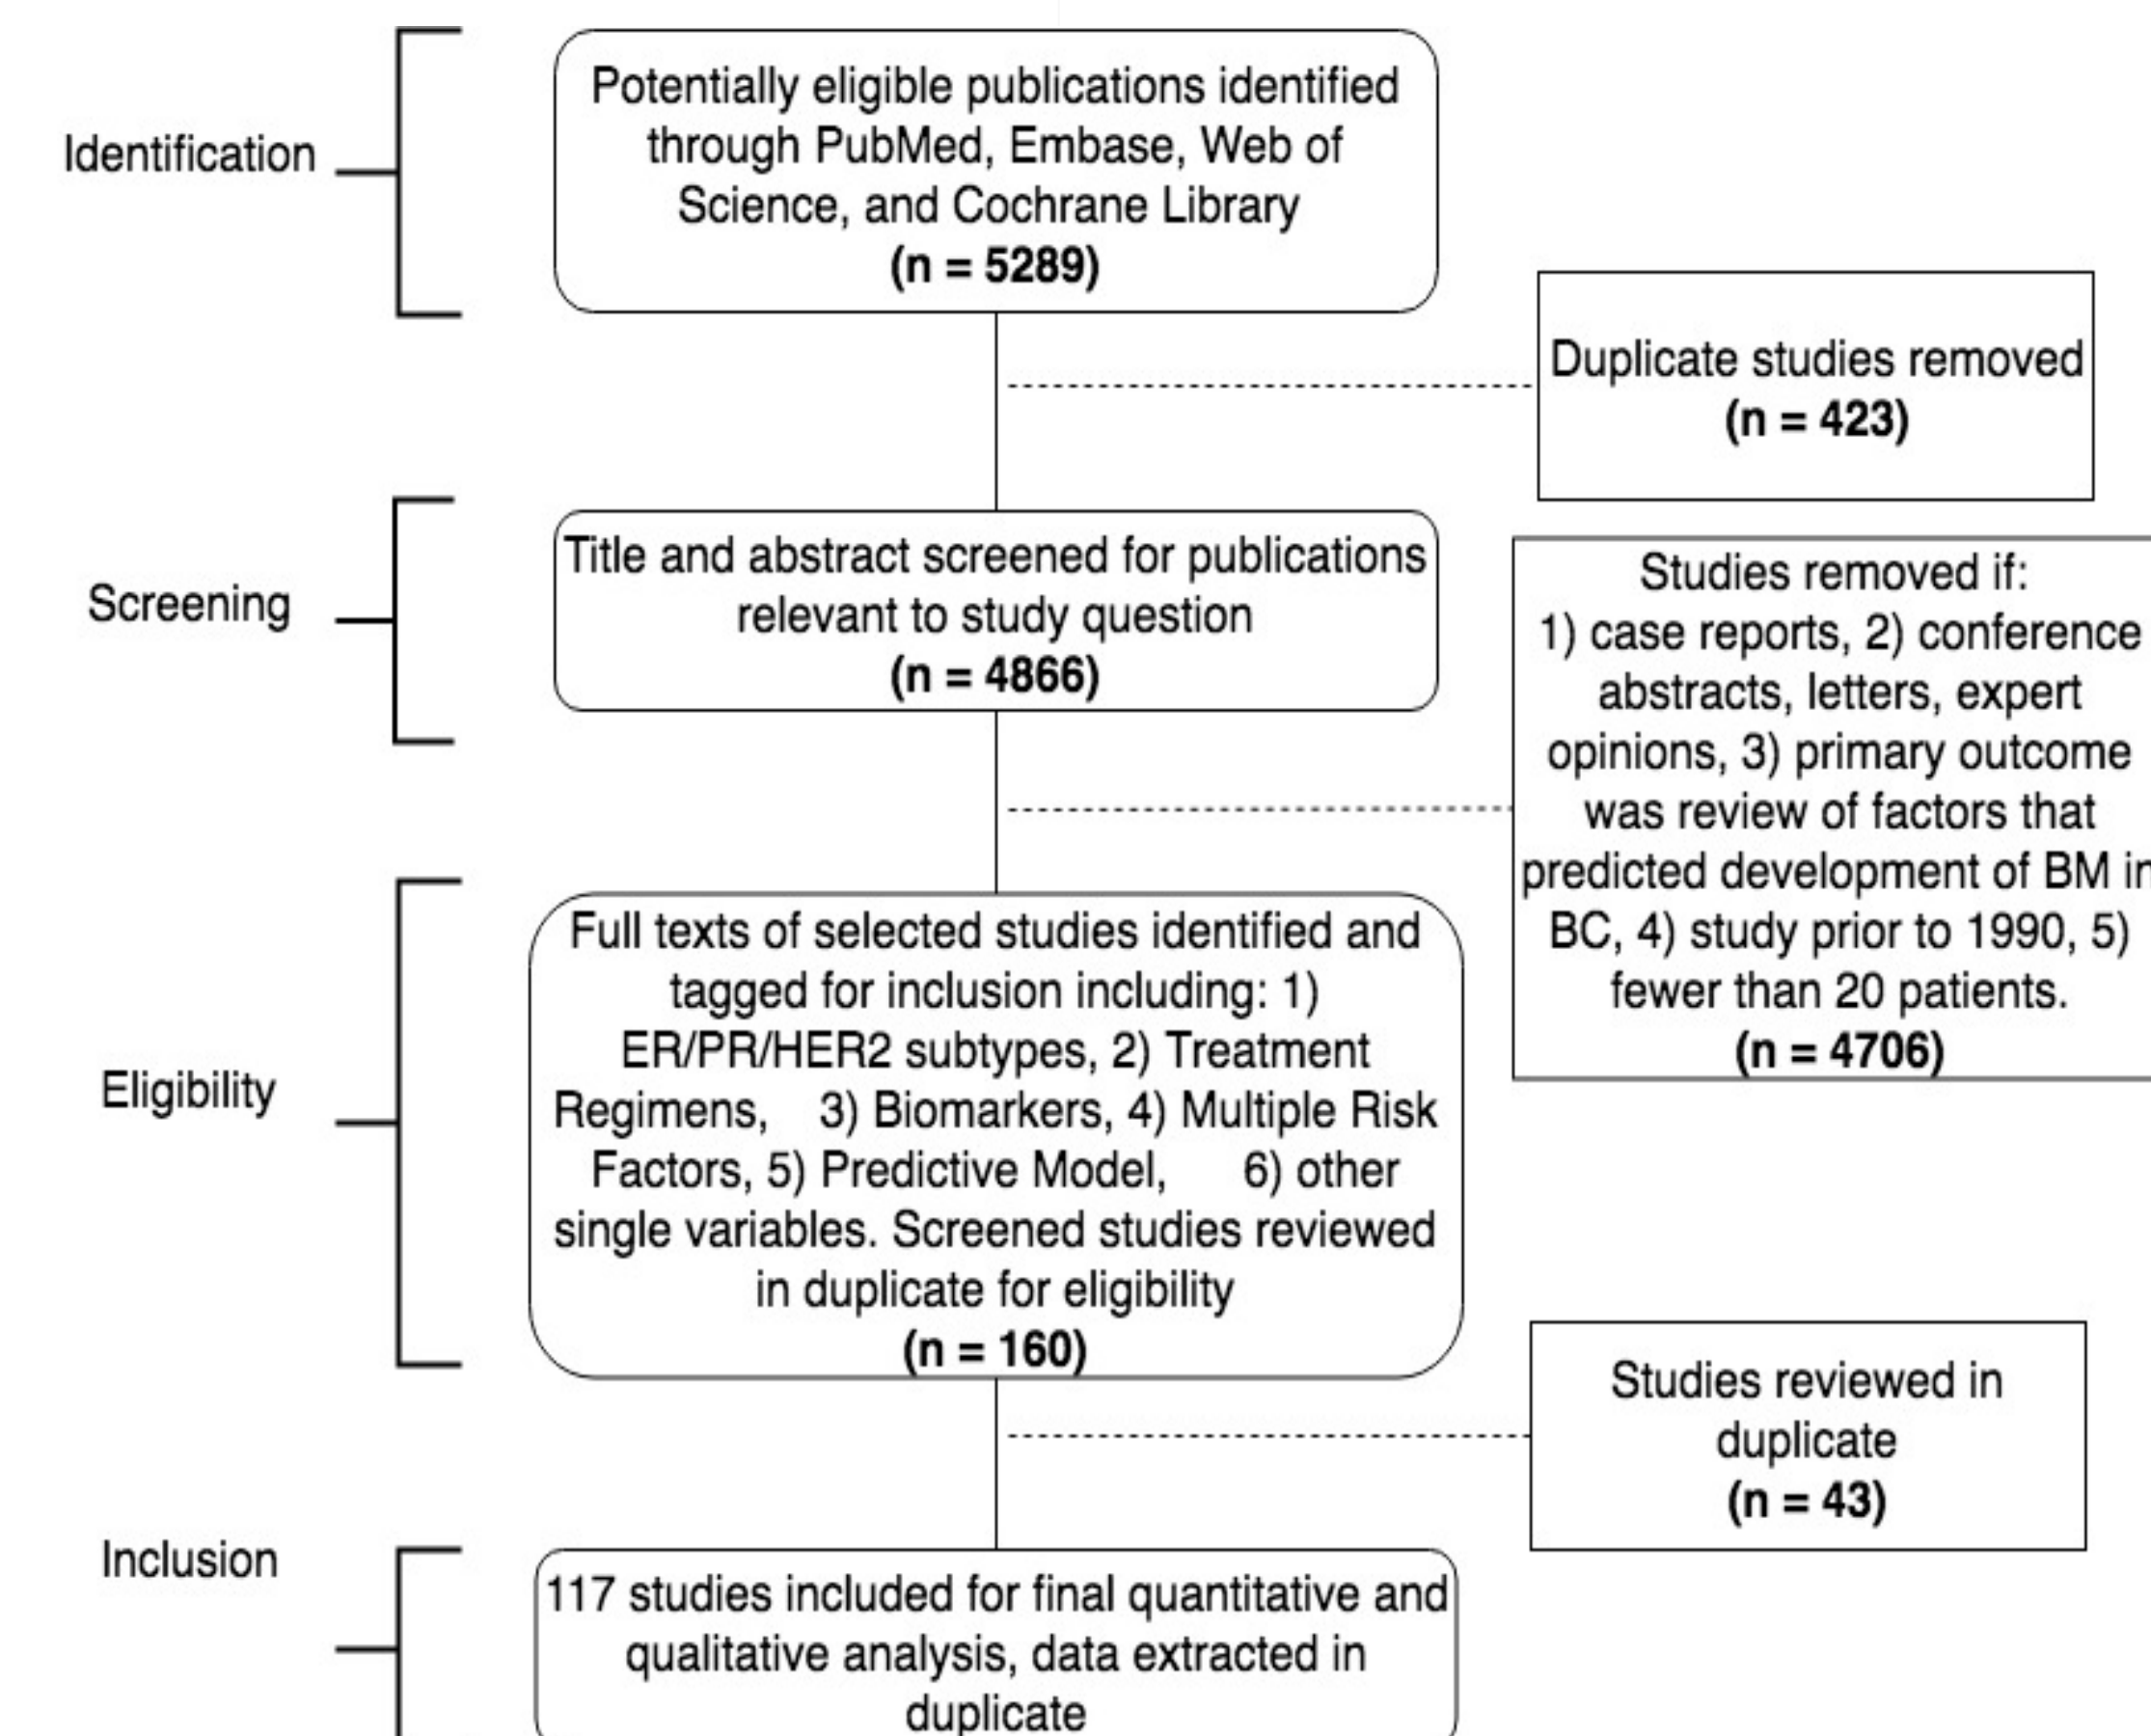 Identification
Potentially eligible publications identified
through PubMed, Embase, Web of
Science, and Cochrane Library
(n = 5289)
Duplicate studies removed
(n = 423)
Screening
Title and abstract screened for publications
relevant to study question
(n = 4866)
Studies removed if:
1) case reports, 2) conference
abstracts, letters, expert
opinions, 3) primary outcome
was review of factors that
predicted development of BM in
BC, 4) study prior to 1990, 5)
fewer than 20 patients.
(n = 4706)
Eligibility
Full texts of selected studies identified and
tagged for inclusion including: 1)
ER/PR/HER2 subtypes, 2) Treatment
Regimens, 3) Biomarkers, 4) Multiple Risk
Factors, 5) Predictive Model, 6) other
single variables. Screened studies reviewed
in duplicate for eligibility
(n = 160)
Studies reviewed in
duplicate
(n = 43)
Inclusion
117 studies included for final quantitative and
qualitative analysis, data extracted in
duplicate